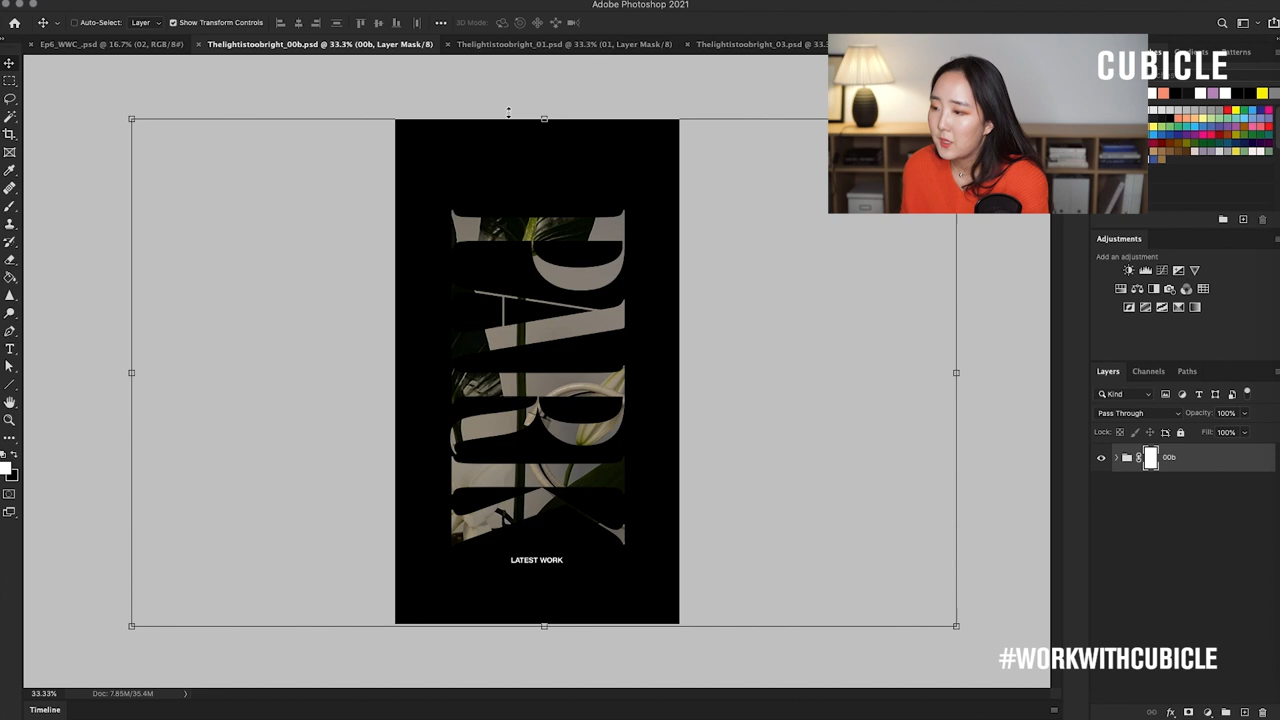 Adobe Photoshop 2021
Auto-Select:
Layer
Show Transform Controls
3D Mode:
Ep6_WWC_.psd @ 16.7% (02, RGB/8#)
Thelightistoobright_00b.psd @ 33.3% (00b, Layer Mask/8)
Thelightistoobright_01.psd @ 33.3% (01, Layer Mask/8)
Thelightistoobright_03.psd @ 33.3%
Patterns
CUBICLE
PARK
LATEST WORK
Adjustments
Add an adjustment
Layers
Channels
Paths
Kind
Pass Through
Opacity:
100%
Lock:
Fill:
100%
00b
#WORKWITHCUBICLE
33.33%
Doc: 7.85M/35.4M
Timeline